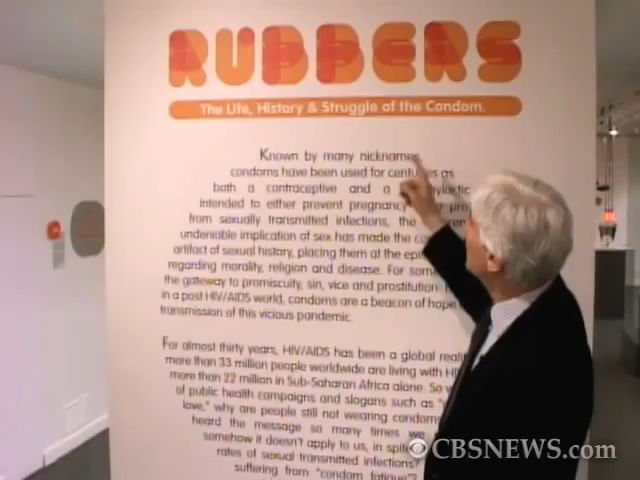 RUBBERS
The Life, History & Struggle of the Condom.
Known by many nicknames
condoms have been used for centuries as
both a contraceptive and a
intended to either prevent pregnancy
from sexually transmitted infections, the
undeniable implication of sex has made the
artifact of sexual history, placing them at the
regarding morality, religion and disease. For some
the gateway to promiscuity, sin, vice and prostitution.
in a post HIV/AIDS world, condoms are a beacon of hope
transmission of this vicious pandemic.
For almost thirty years, HIV/AIDS has been a global
more than 33 million people worldwide are living with
more than 22 million in Sub-Saharan Africa alone. So
of public health campaigns and slogans such as
love," why are people still not wearing condoms
heard the message so many times we
somehow it doesn't apply to us, in spite
rates of sexual transmitted infections?
suffering from "condom fatigue"?
CBSNEWS.com